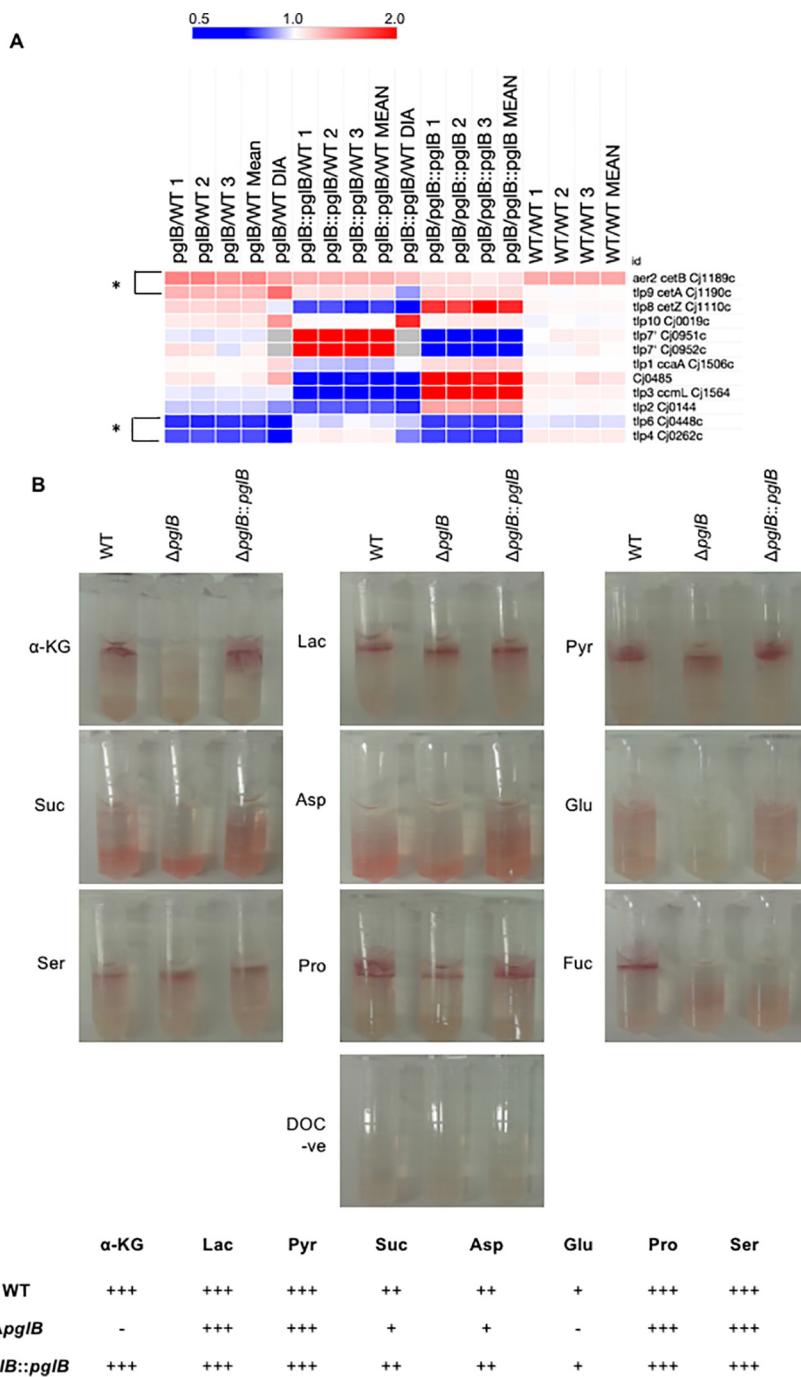 A
0.5 1.0 2.0
pglB/WT 1
pglB/WT 2
pglB/WT 3
pglB/WT Mean
pglB/WT DIA
pglB::pglB/WT 1
pglB::pglB/WT 2
pglB::pglB/WT 3
pglB::pglB/WT MEAN
pglB::pglB/WT DIA
pglB/pglB::pglB 1
pglB/pglB::pglB 2
pglB/pglB::pglB 3
pglB/pglB::pglB MEAN
WT/WT 1
WT/WT 2
WT/WT 3
WT/WT MEAN
id
* aer2 cetB Cj1189c
tlp9 cetA Cj1190c
tlp8 cetZ Cj1110c
tlp10 Cj0019c
tlp7' Cj0951c
tlp7' Cj0952c
tlp1 ccaA Cj1506c
Cj0485
tlp3 ccmL Cj1564
tlp2 Cj0144
* tlp6 Cj0448c
tlp4 Cj0262c
B
WT ΔpglB ΔpglB::pglB WT ΔpglB ΔpglB::pglB WT ΔpglB ΔpglB::pglB
α-KG Lac Pyr
Suc Asp Glu
Ser Pro Fuc
DOC
-ve
α-KG Lac Pyr Suc Asp Glu Pro Ser
WT +++ +++ +++ ++ ++ + +++ +++
pglB - +++ +++ + + - +++ +++
lB::pglB +++ +++ +++ ++ ++ + +++ +++